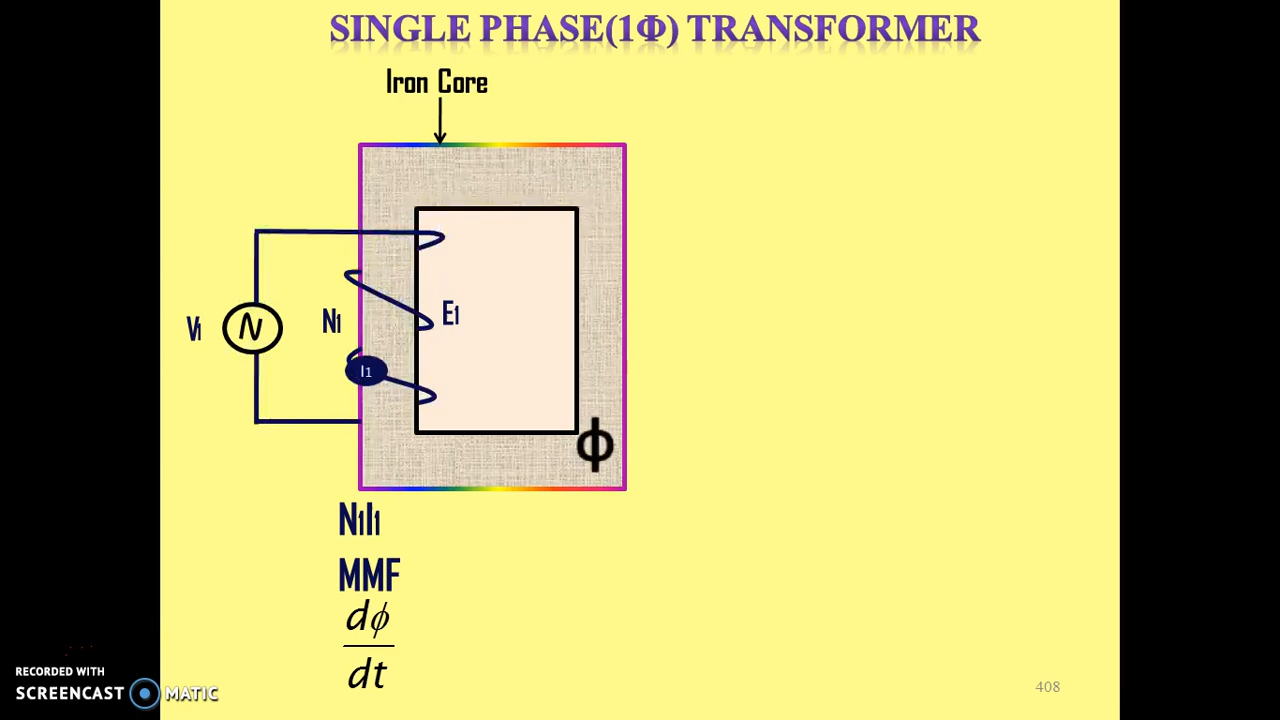 SINGLE PHASE(1Φ) TRANSFORMER
Iron Core
V1
N
N1
E1
I1
ϕ
N1I1
MMF
dϕ
dt
RECORDED WITH
SCREENCAST MATIC
408